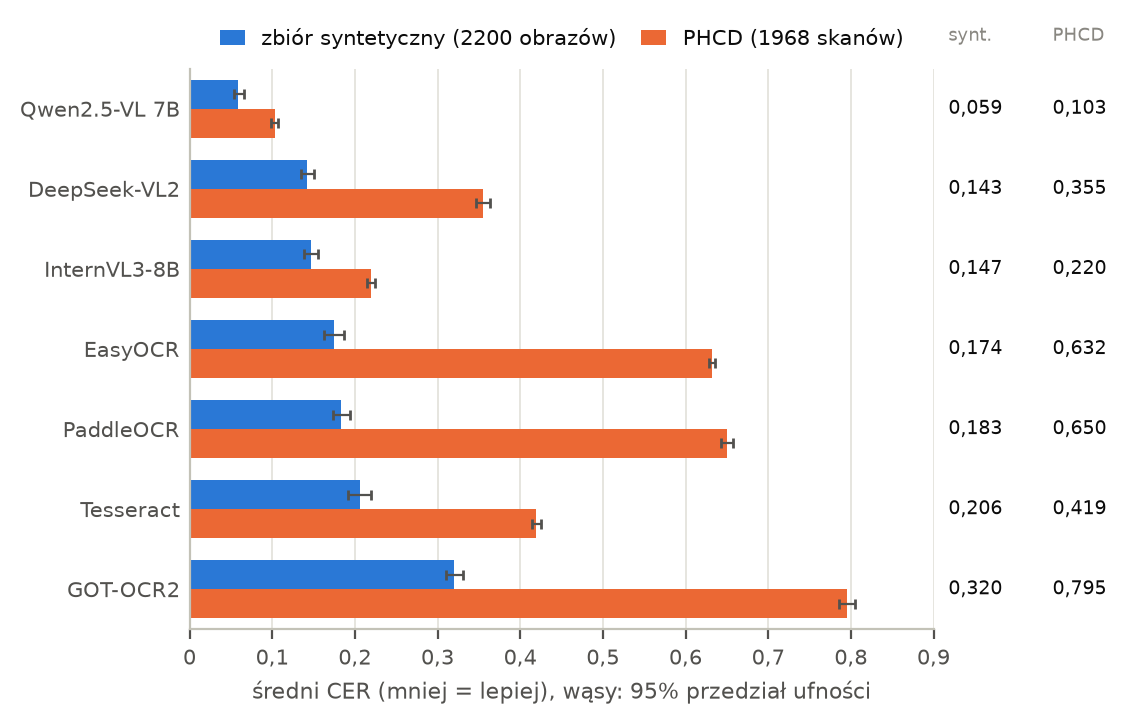 zbiór syntetyczny (2200 obrazów) PHCD (1968 skanów) synt. PHCD
Qwen2.5-VL 7B 0,059 0,103
DeepSeek-VL2 0,143 0,355
InternVL3-8B 0,147 0,220
EasyOCR 0,174 0,632
PaddleOCR 0,183 0,650
Tesseract 0,206 0,419
GOT-OCR2 0,320 0,795
0 0,1 0,2 0,3 0,4 0,5 0,6 0,7 0,8 0,9
średni CER (mniej = lepiej), wąsy: 95% przedział ufności